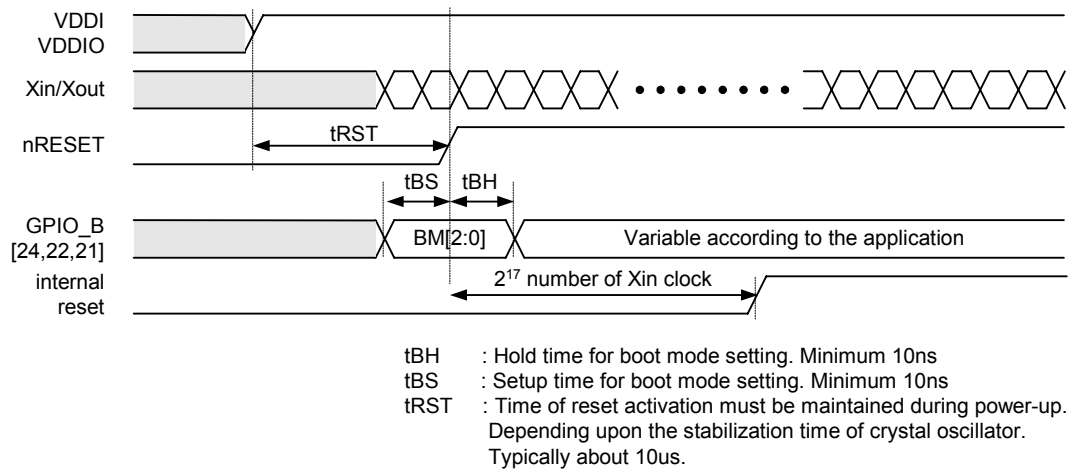 VDDI
VDDIO
Xin/Xout
tRST
nRESET
tBS tBH
GPIO_B
[24,22,21]
BM[2:0] Variable according to the application
internal
reset
2¹⁷ number of Xin clock
tBH : Hold time for boot mode setting. Minimum 10ns
tBS : Setup time for boot mode setting. Minimum 10ns
tRST : Time of reset activation must be maintained during power-up.
Depending upon the stabilization time of crystal oscillator.
Typically about 10us.